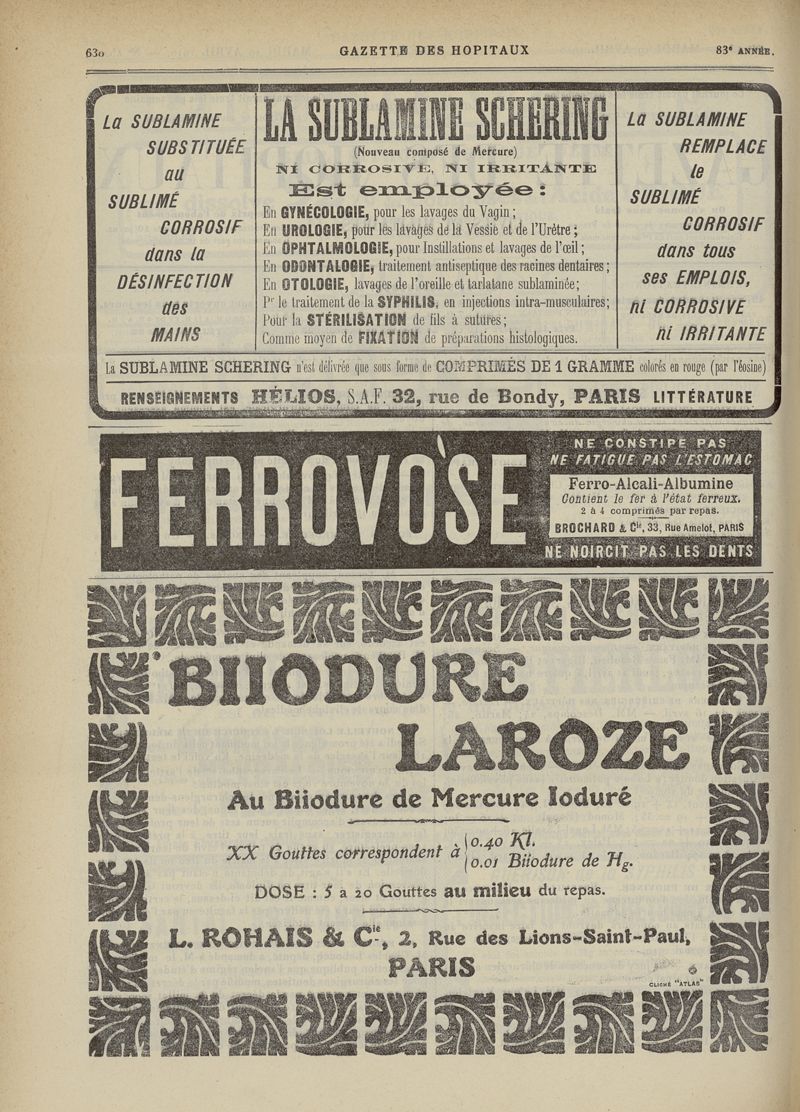 630
GAZETTE DES HOPITAUX
83e ANNÉE.
La SUBLAMINE
SUBSTITUÉE
au
SUBLIMÉ
CORROSIF
dans la
DÉSINFECTION
des
MAINS
LA SUBLAMINE SCHERING
(Nouveau composé de Mercure)
NI CORROSIVE, NI IRRITANTE
Est employée :
En GYNÉCOLOGIE, pour les lavages du Vagin ;
En UROLOGIE, pour les lavages de la Vessie et de l'Urètre ;
En OPHTALMOLOGIE, pour Instillations et lavages de l'œil ;
En ODONTALOGIE, traitement antiseptique des racines dentaires ;
En OTOLOGIE, lavages de l'oreille et tarlatane sublaminée ;
Pr le traitement de la SYPHILIS, en injections intra-musculaires ;
Pour la STÉRILISATION de fils à sutures ;
Comme moyen de FIXATION de préparations histologiques.
La SUBLAMINE
REMPLACE
le
SUBLIMÉ
CORROSIF
dans tous
ses EMPLOIS,
ni CORROSIVE
ni IRRITANTE
La SUBLAMINE SCHERING n'est délivrée que sous forme de COMPRIMÉS DE 1 GRAMME colorés en rouge (par l'éosine)
RENSEIGNEMENTS HÉLIOS, S.A.F. 32, rue de Bondy, PARIS LITTÉRATURE
FERROVOSE
NE CONSTIPE PAS
NE FATIGUE PAS L'ESTOMAC
Ferro-Alcali-Albumine
Contient le fer à l'état ferreux.
2 à 4 comprimés par repas.
BROCHARD & Cie, 33, Rue Amelot, PARIS
NE NOIRCIT PAS LES DENTS
BIIODURE
LAROZE
Au Biiodure de Mercure Ioduré
XX Gouttes correspondent à
0.40 KI.
0.01 Biiodure de Hg.
DOSE : 5 à 20 Gouttes au milieu du repas.
L. ROHAIS & Cie, 2, Rue des Lions-Saint-Paul,
PARIS
CLICHÉ "ATLAS"